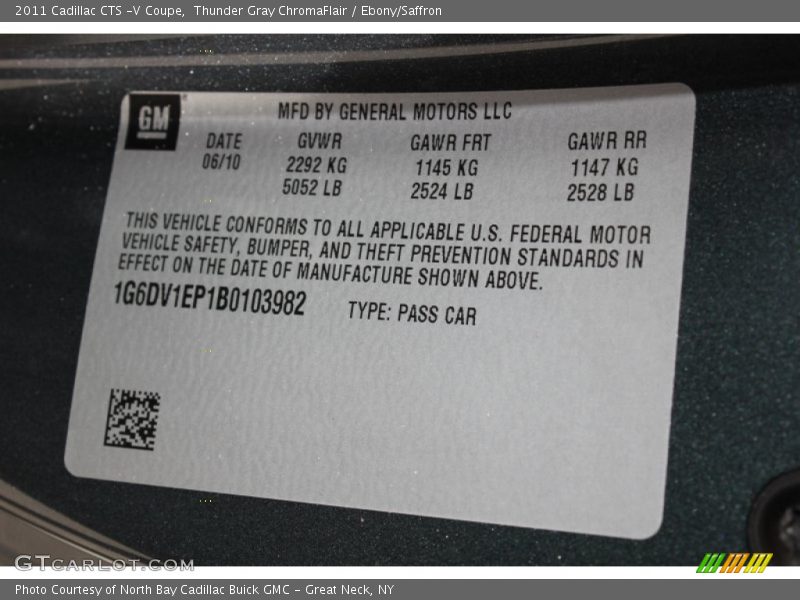 2011 Cadillac CTS -V Coupe,  Thunder Gray ChromaFlair / Ebony/Saffron
GM
MFD BY GENERAL MOTORS LLC
DATE GVWR GAWR FRT GAWR RR
06/10 2292 KG 1145 KG 1147 KG
5052 LB 2524 LB 2528 LB
THIS VEHICLE CONFORMS TO ALL APPLICABLE U.S. FEDERAL MOTOR
VEHICLE SAFETY, BUMPER, AND THEFT PREVENTION STANDARDS IN
EFFECT ON THE DATE OF MANUFACTURE SHOWN ABOVE.
1G6DV1EP1B0103982 TYPE: PASS CAR
GTCARLOT.COM
Photo Courtesy of North Bay Cadillac Buick GMC - Great Neck, NY